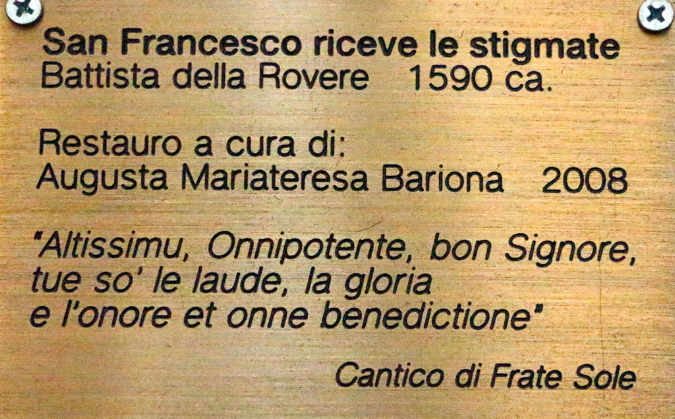 San Francesco riceve le stigmate
Battista della Rovere 1590 ca.
Restauro a cura di:
Augusta Mariateresa Bariona 2008
"Altissimu, Onnipotente, bon Signore,
tue so' le laude, la gloria
e l'onore et onne benedictione"
Cantico di Frate Sole